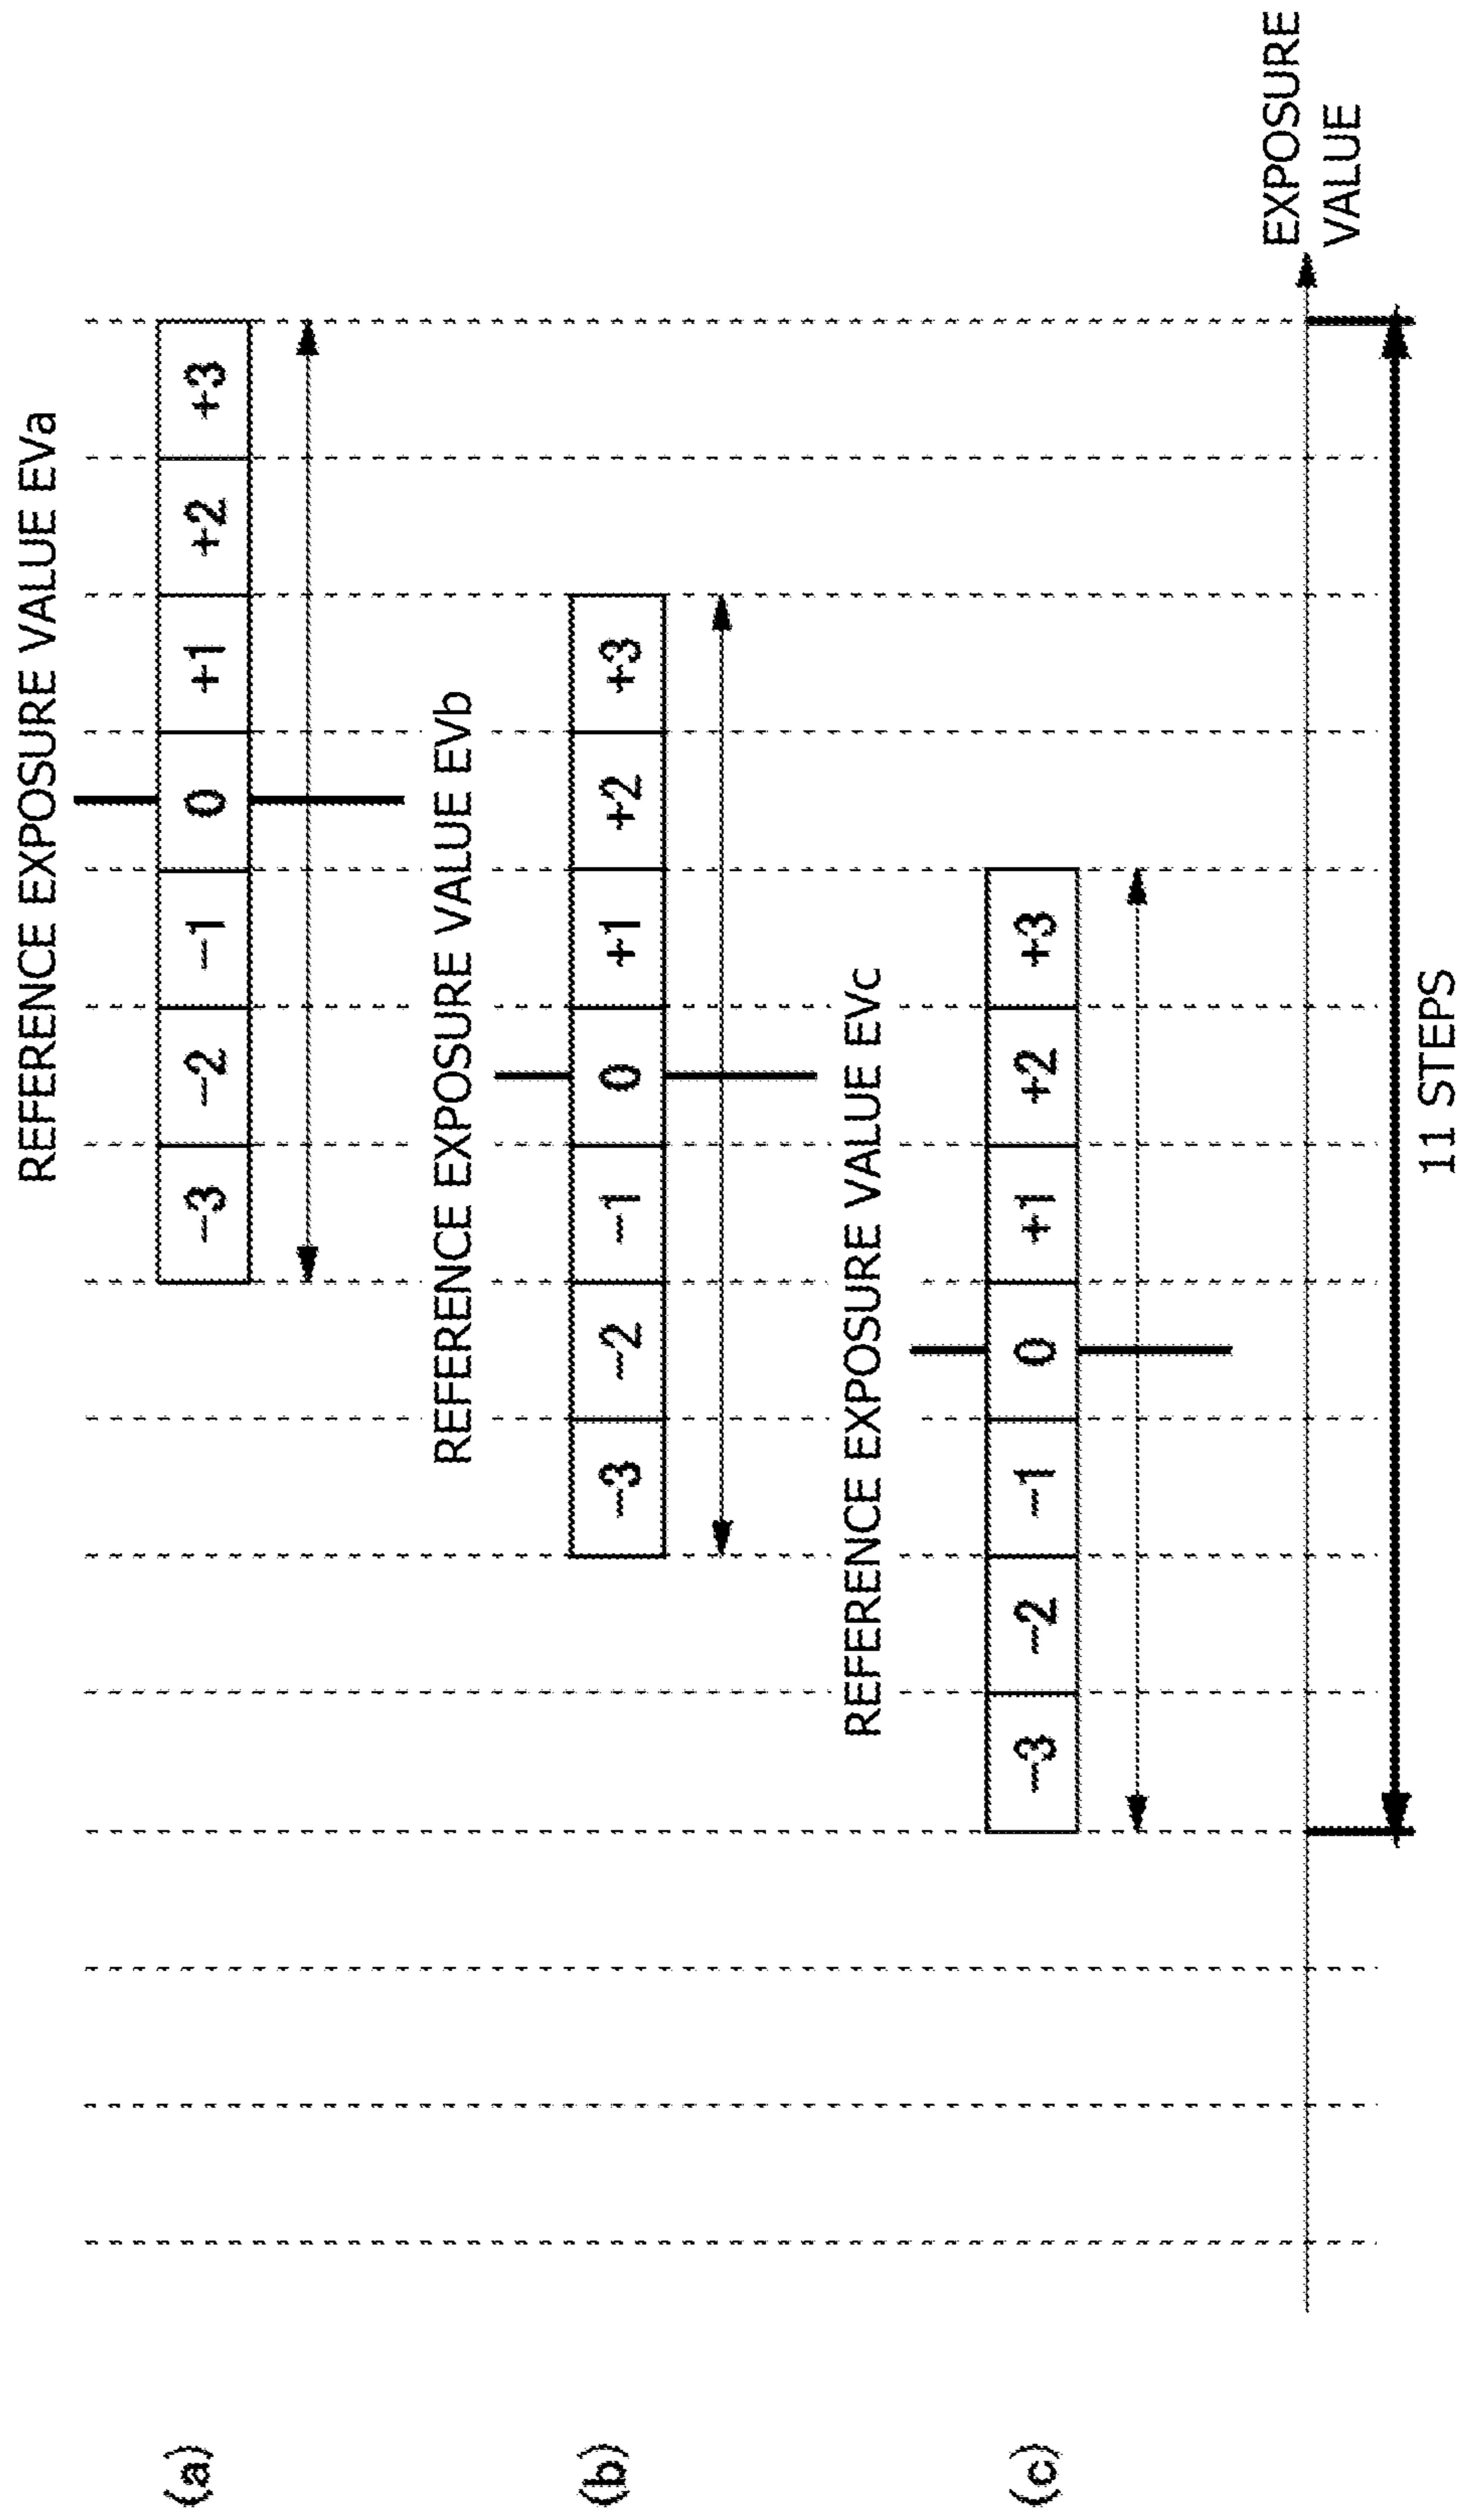 REFERENCE EXPOSURE VALUE EVa
(a) −3 −2 −1 0 +1 +2 +3
REFERENCE EXPOSURE VALUE EVb
(b) −3 −2 −1 0 +1 +2 +3
REFERENCE EXPOSURE VALUE EVc
(c) −3 −2 −1 0 +1 +2 +3
EXPOSURE
VALUE
11 STEPS